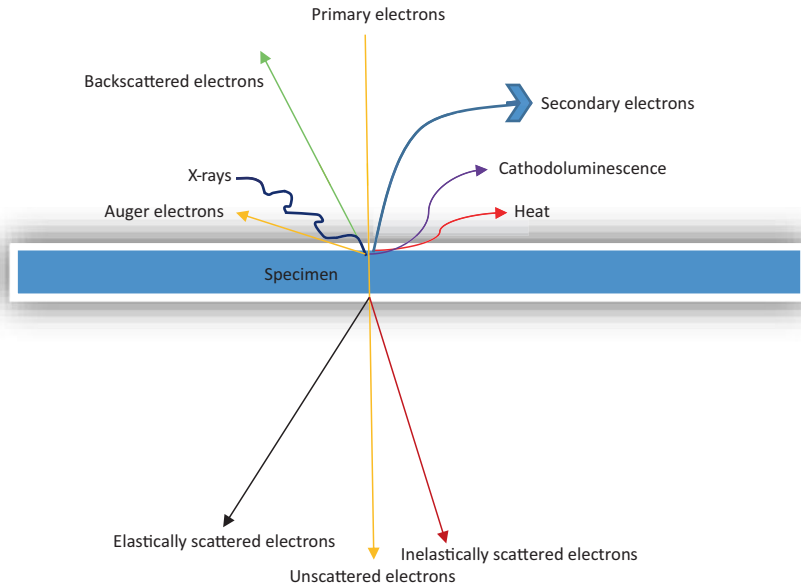 Primary electrons
Backscattered electrons
Secondary electrons
X-rays
Cathodoluminescence
Auger electrons
Heat
Specimen
Elastically scattered electrons
Inelastically scattered electrons
Unscattered electrons